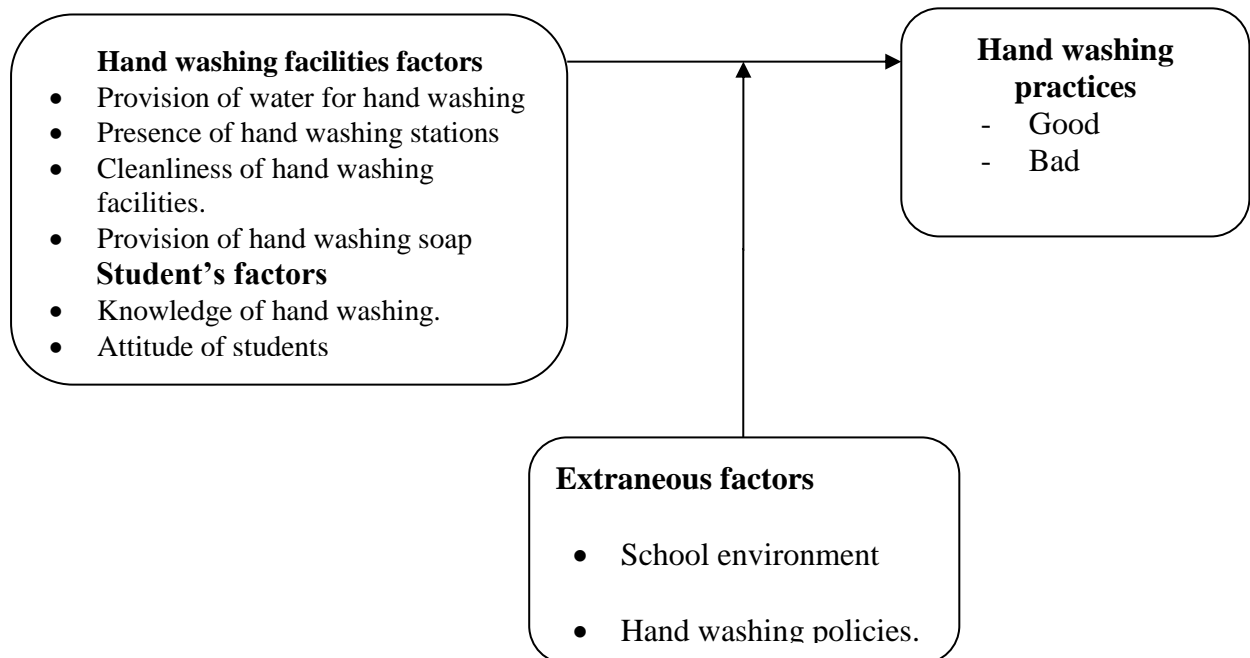 Hand washing facilities factors
• Provision of water for hand washing
• Presence of hand washing stations
• Cleanliness of hand washing
facilities.
• Provision of hand washing soap
Student’s factors
• Knowledge of hand washing.
• Attitude of students
Hand washing
practices
- Good
- Bad
Extraneous factors
• School environment
• Hand washing policies.